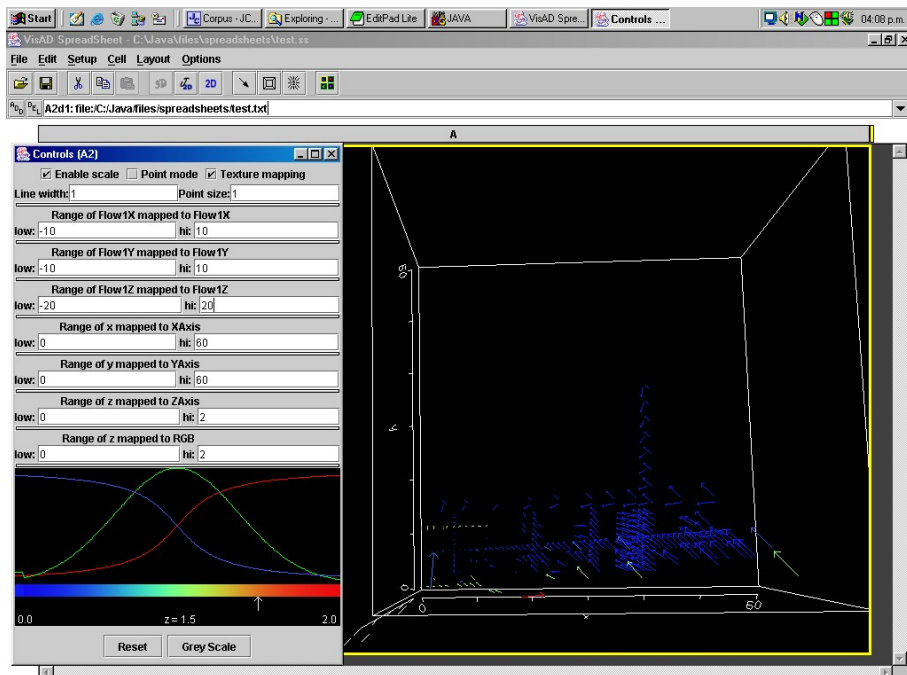 Start Corpus - JC... Exploring - ... EditPad Lite JAVA VisAD Spre... Controls ... 04:08 p.m.
VisAD SpreadSheet - C:\Java\files\spreadsheets\test.ss
File Edit Setup Cell Layout Options
3D J2D 2D
ADD DEL A2d1: file:/C:/Java/files/spreadsheets/test.txt
A
Controls (A2)
Enable scale Point mode Texture mapping
Line width: 1 Point size: 1
Range of Flow1X mapped to Flow1X
low: -10 hi: 10
Range of Flow1Y mapped to Flow1Y
low: -10 hi: 10
Range of Flow1Z mapped to Flow1Z
low: -20 hi: 20
Range of x mapped to XAxis
low: 0 hi: 60
Range of y mapped to YAxis
low: 0 hi: 60
Range of z mapped to ZAxis
low: 0 hi: 2
Range of z mapped to RGB
low: 0 hi: 2
0.0 z = 1.5 2.0
Reset Grey Scale
60
y
0
0 60
x